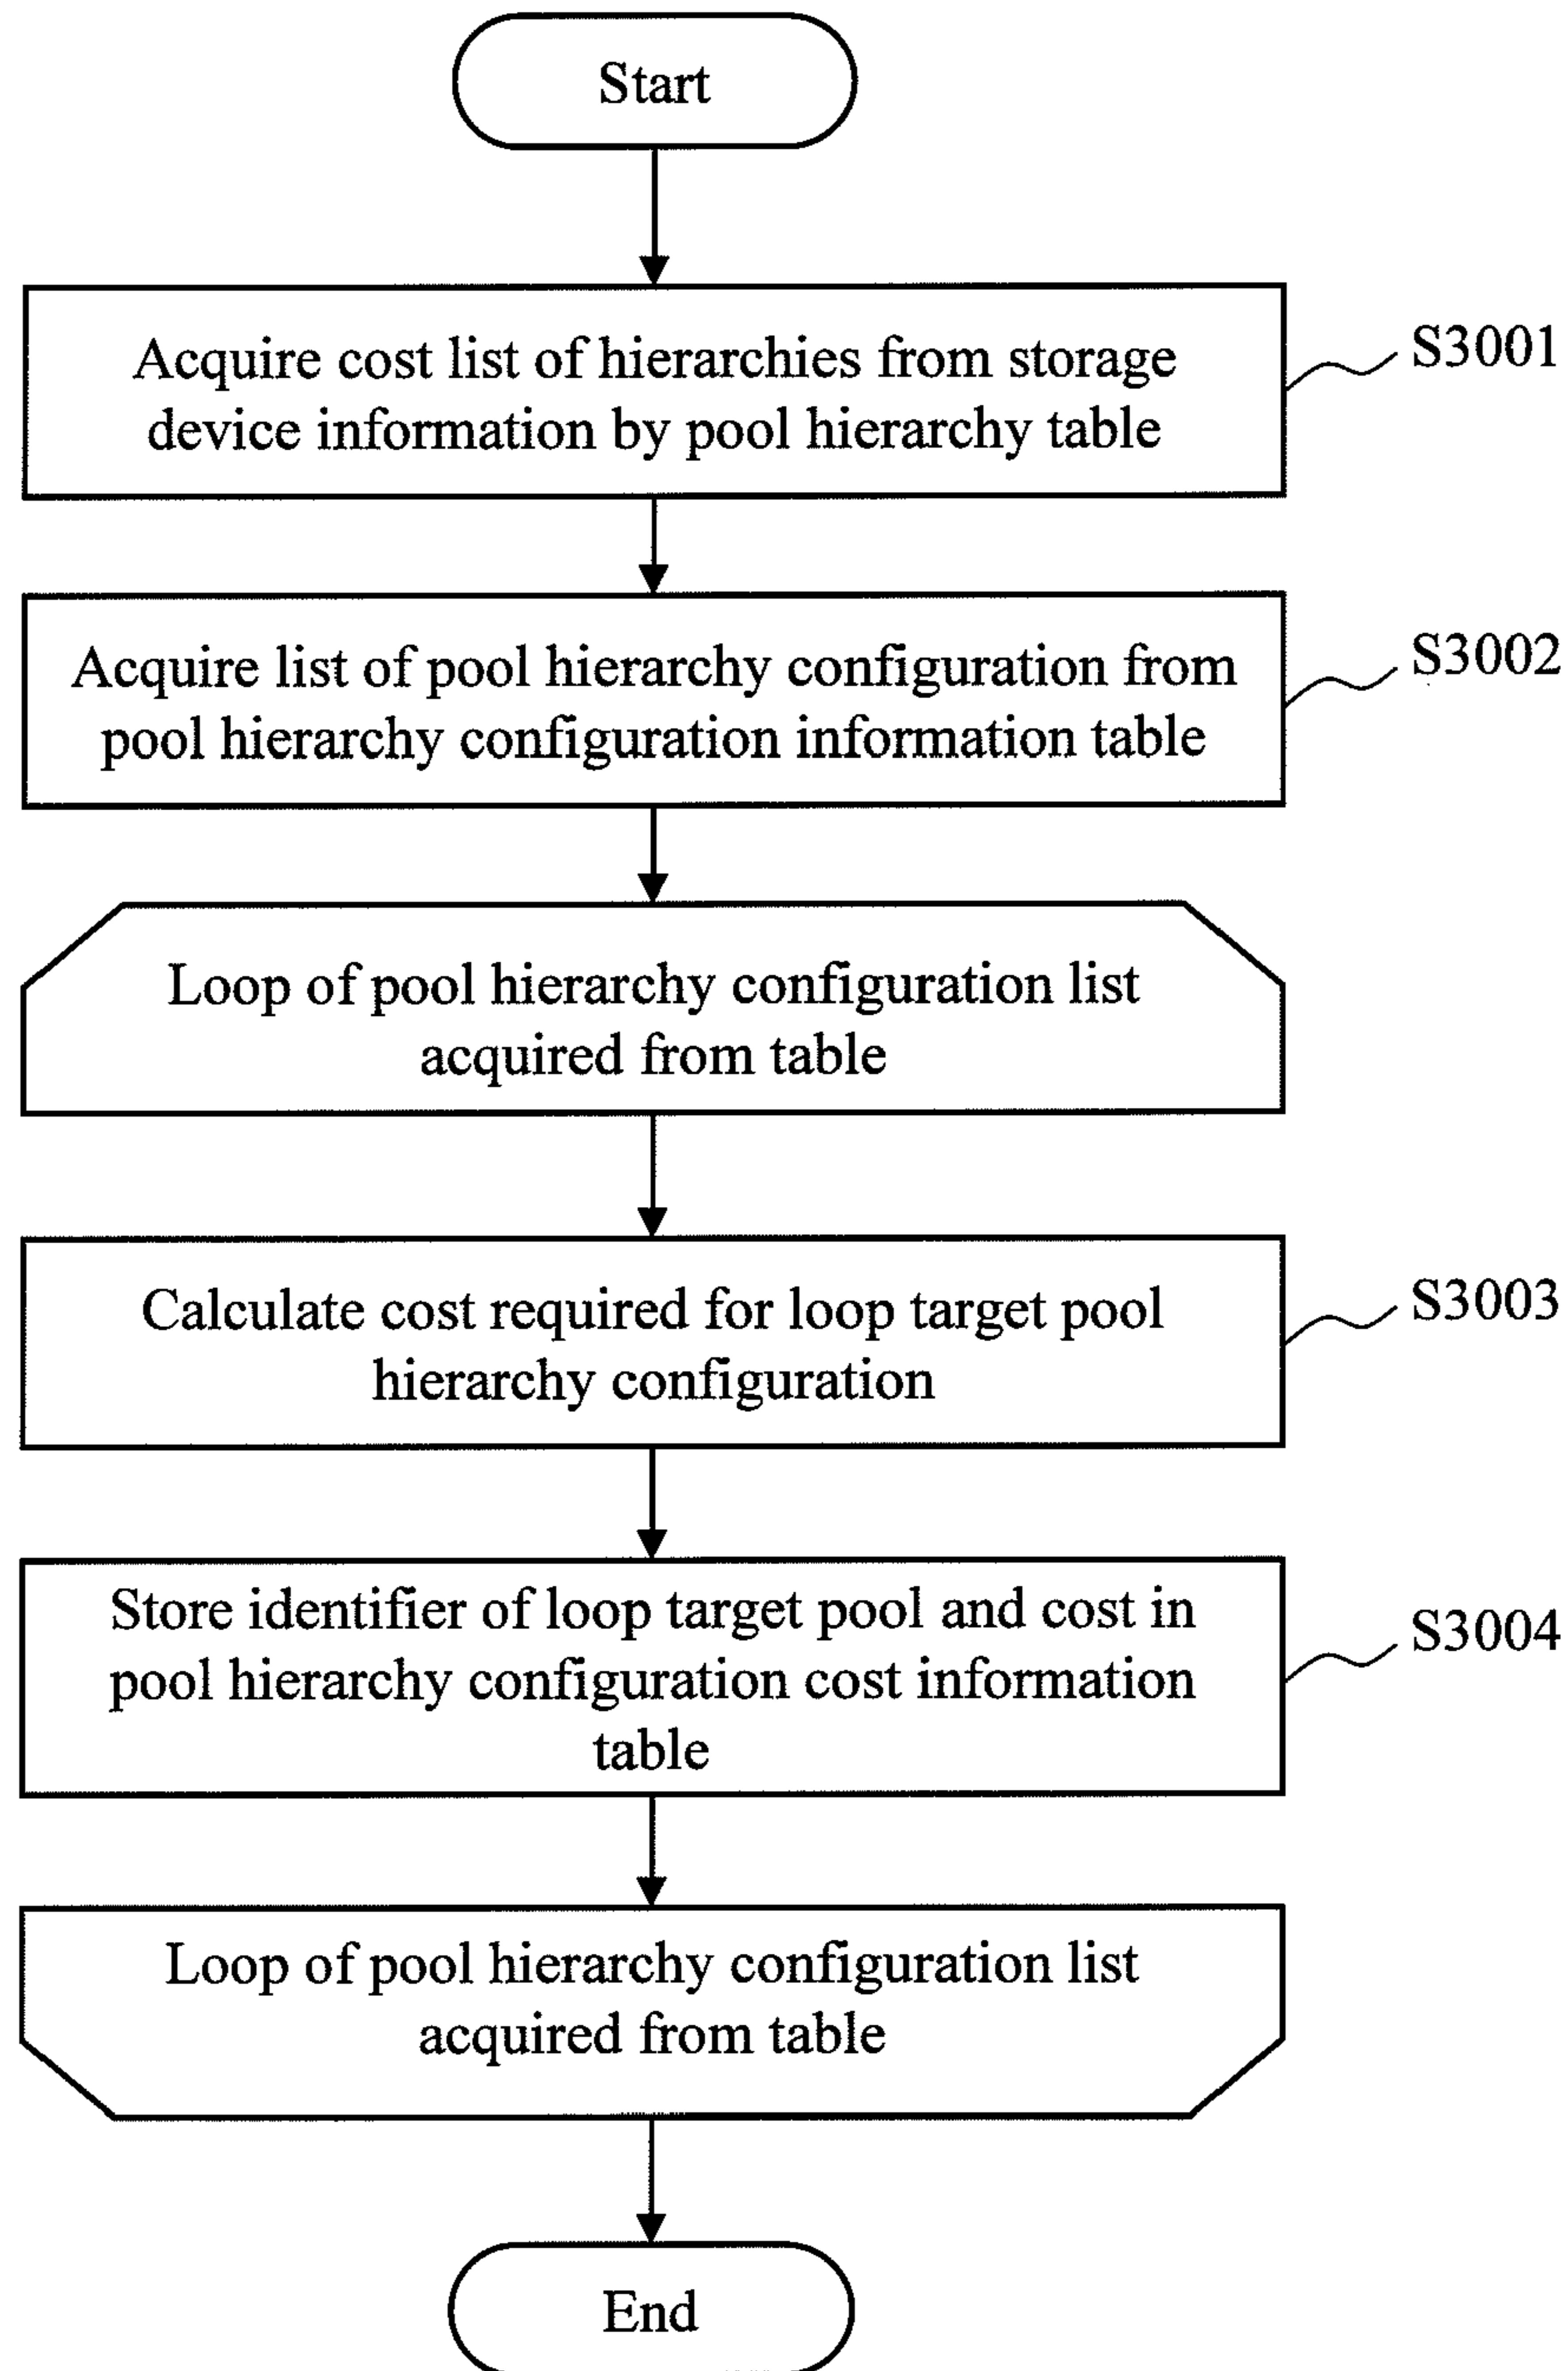 Start
Acquire cost list of hierarchies from storage
device information by pool hierarchy table
S3001
Acquire list of pool hierarchy configuration from
pool hierarchy configuration information table
S3002
Loop of pool hierarchy configuration list
acquired from table
Calculate cost required for loop target pool
hierarchy configuration
S3003
Store identifier of loop target pool and cost in
pool hierarchy configuration cost information
table
S3004
Loop of pool hierarchy configuration list
acquired from table
End